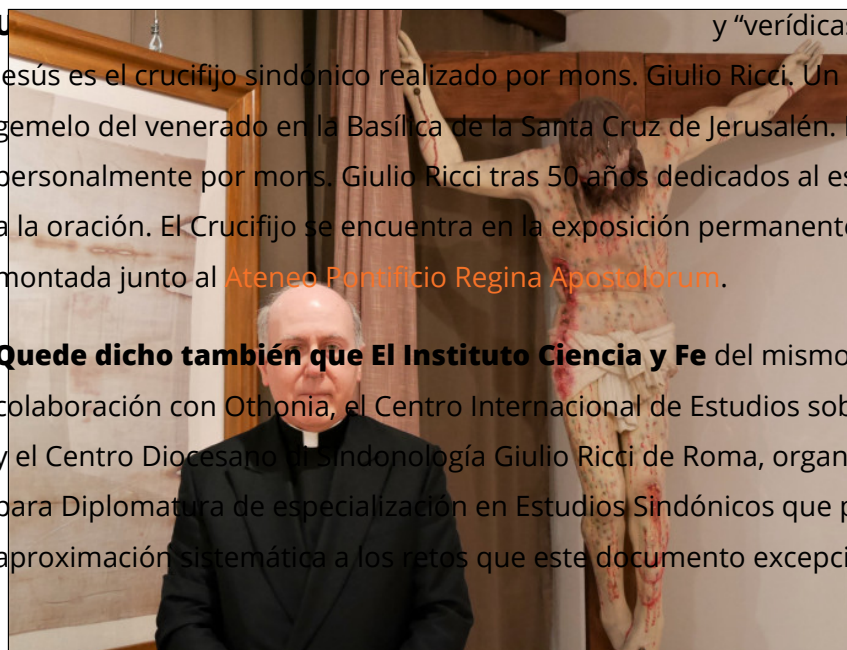 y “verídicas
esús es el crucifijo sindónico realizado por mons. Giulio Ricci. Un
gemelo del venerado en la Basílica de la Santa Cruz de Jerusalén.
personalmente por mons. Giulio Ricci tras 50 años dedicados al es
a la oración. El Crucifijo se encuentra en la exposición permanente
montada junto al Ateneo Pontificio Regina Apostolorum.
Quede dicho también que El Instituto Ciencia y Fe del mismo
colaboración con Othonia, el Centro Internacional de Estudios sob
y el Centro Diocesano di Sindonología Giulio Ricci de Roma, organ
para Diplomatura de especialización en Estudios Sindónicos que p
aproximación sistemática a los retos que este documento excepci